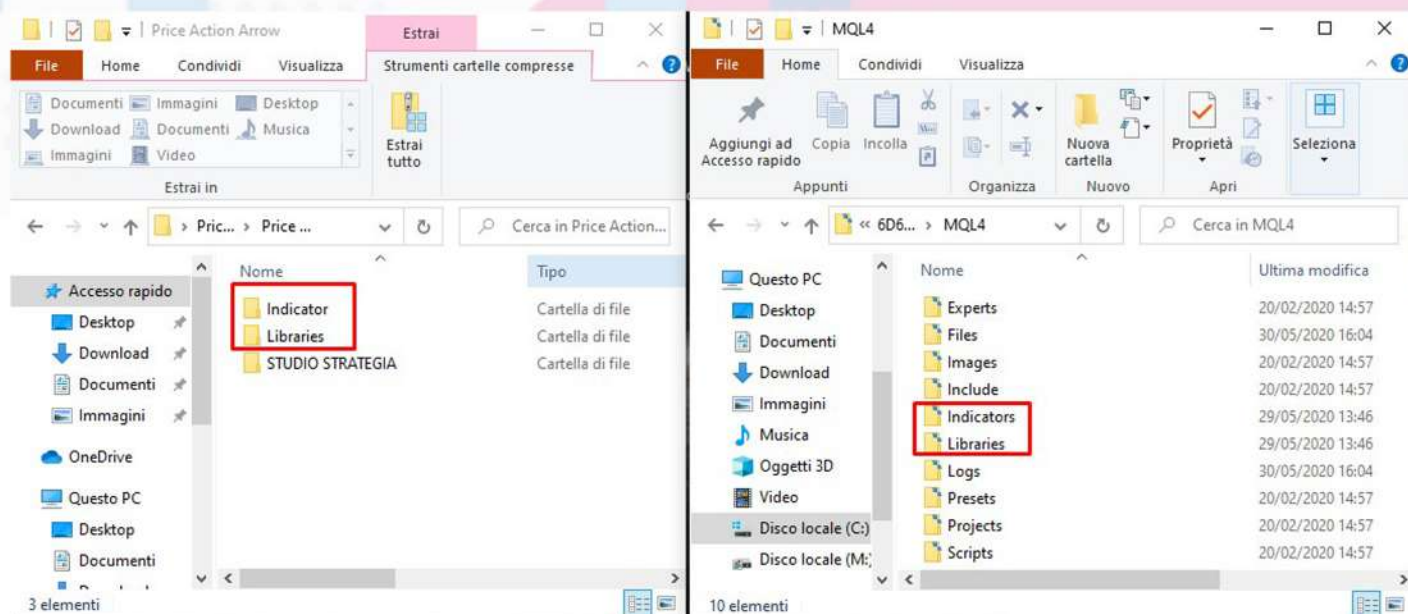 Price Action Arrow
Estrai
File Home Condividi Visualizza Strumenti cartelle compresse
Documenti Immagini Desktop
Download Documenti Musica
Immagini Video
Estrai tutto
Estrai in
Pric... > Price ...
Cerca in Price Action...
Nome Tipo
Accesso rapido
Desktop
Download
Documenti
Immagini
OneDrive
Questo PC
Desktop
Documenti
Indicator Cartella di file
Libraries Cartella di file
STUDIO STRATEGIA Cartella di file
3 elementi
MQL4
File Home Condividi Visualizza
Aggiungi ad Accesso rapido
Copia
Incolla
Appunti
Organizza
Nuova cartella
Nuovo
Proprietà
Apri
Seleziona
« 6D6... > MQL4
Cerca in MQL4
Questo PC
Desktop
Documenti
Download
Immagini
Musica
Oggetti 3D
Video
Disco locale (C:)
Disco locale (M:
Nome Ultima modifica
Experts 20/02/2020 14:57
Files 30/05/2020 16:04
Images 20/02/2020 14:57
Include 20/02/2020 14:57
Indicators 29/05/2020 13:46
Libraries 29/05/2020 13:46
Logs 30/05/2020 16:04
Presets 20/02/2020 14:57
Projects 20/02/2020 14:57
Scripts 20/02/2020 14:57
10 elementi